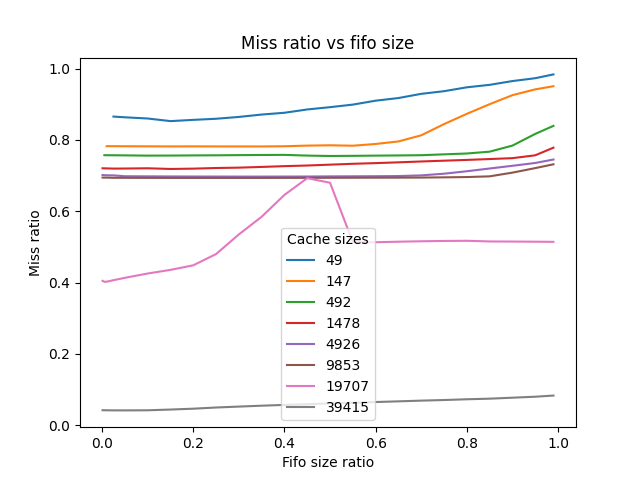 Miss ratio vs fifo size
Miss ratio
1.0
0.8
0.6
0.4
0.2
0.0
Cache sizes
49
147
492
1478
4926
9853
19707
39415
0.0 0.2 0.4 0.6 0.8 1.0
Fifo size ratio